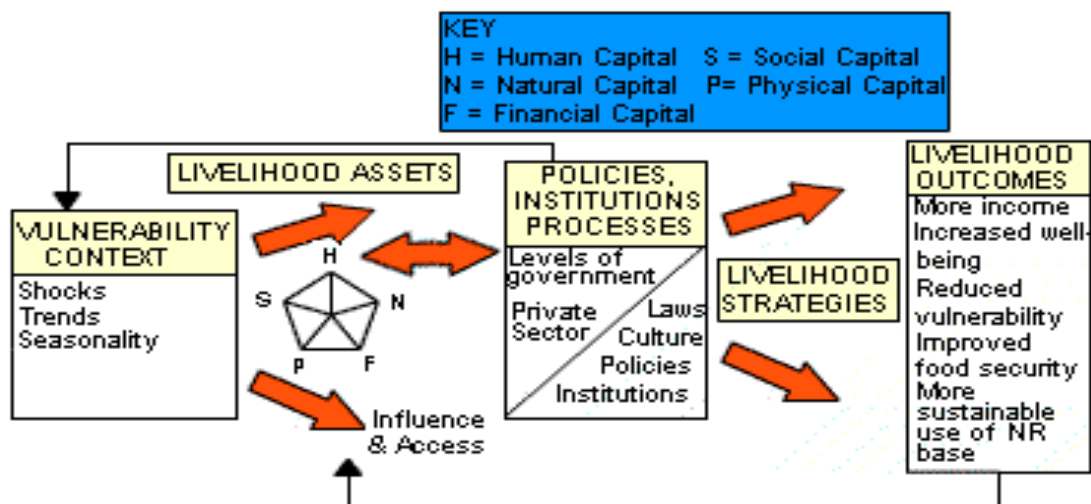 KEY
H = Human Capital S = Social Capital
N = Natural Capital P= Physical Capital
F = Financial Capital
LIVELIHOOD ASSETS
VULNERABILITY
CONTEXT
Shocks
Trends
Seasonality
H
S
N
P
F
Influence
& Access
POLICIES,
INSTITUTIONS
PROCESSES
Levels of
government
Private
Sector
Laws
Culture
Policies
Institutions
LIVELIHOOD
STRATEGIES
LIVELIHOOD
OUTCOMES
More income
Increased well-
being
Reduced
vulnerability
Improved
food security
More
sustainable
use of NR
base